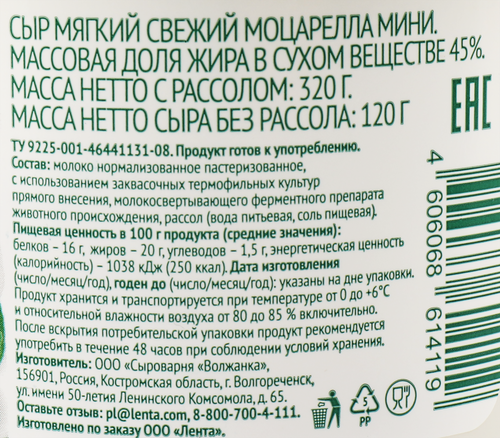 СЫР МЯГКИЙ СВЕЖИЙ МОЦАРЕЛЛА МИНИ.
МАССОВАЯ ДОЛЯ ЖИРА В СУХОМ ВЕЩЕСТВЕ 45%.
МАССА НЕТТО С РАССОЛОМ: 320 Г.
МАССА НЕТТО СЫРА БЕЗ РАССОЛА: 120 Г
EAC
ТУ 9225-001-46441131-08. Продукт готов к употреблению.
Состав: молоко нормализованное пастеризованное,
с использованием заквасочных термофильных культур
прямого внесения, молокосвертывающего ферментного препарата
животного происхождения, рассол (вода питьевая, соль пищевая).
Пищевая ценность в 100 г продукта (средние значения):
белков – 16 г, жиров – 20 г, углеводов – 1,5 г, энергетическая ценность
(калорийность) – 1038 кДж (250 ккал). Дата изготовления
(число/месяц/год), годен до (число/месяц/год): указаны на дне упаковки.
Продукт хранится и транспортируется при температуре от 0 до +6°С
и относительной влажности воздуха от 80 до 85 % включительно.
После вскрытия потребительской упаковки продукт рекомендуется
употребить в течение 48 часов при соблюдении условий хранения.
Изготовитель: ООО «Сыроварня «Волжанка».
156901, Россия, Костромская область, г. Волгореченск,
ул. имени 50-летия Ленинского Комсомола, д. 65.
Оставьте отзыв: pl@lenta.com, 8-800-700-4-111.
Изготовлено по заказу ООО «Лента».
5
PP
4 606068 614119